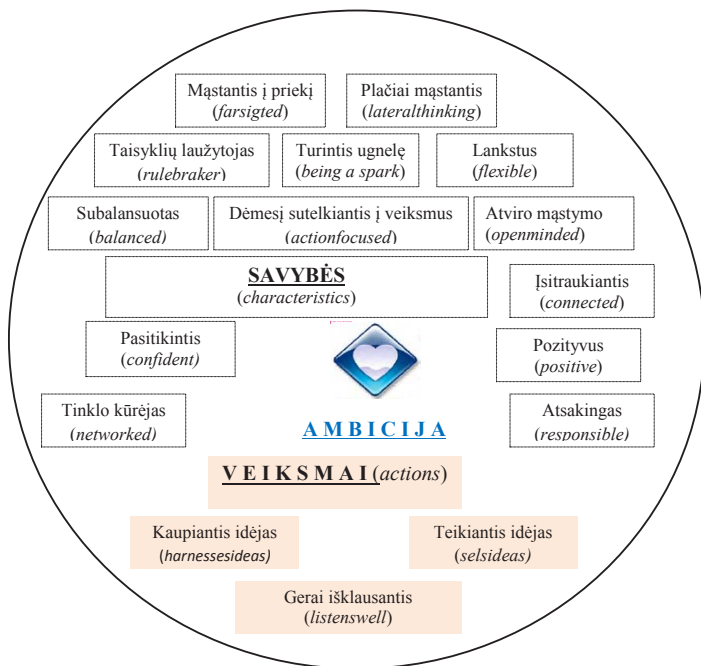 Mąstantis į priekį
(farsigted)
Plačiai mąstantis
(lateralthinking)
Taisyklių laužytojas
(rulebraker)
Turintis ugnelę
(being a spark)
Lankstus
(flexible)
Subalansuotas
(balanced)
Dėmesį sutelkiantis į veiksmus
(actionfocused)
Atviro mąstymo
(openminded)
SAVYBĖS
(characteristics)
Įsitraukiantis
(connected)
Pasitikintis
(confident)
Pozityvus
(positive)
Tinklo kūrėjas
(networked)
AMBICIJA
Atsakingas
(responsible)
VEIKSMAI (actions)
Kaupiantis idėjas
(harnessesideas)
Teikiantis idėjas
(selsideas)
Gerai išklausantis
(listenswell)